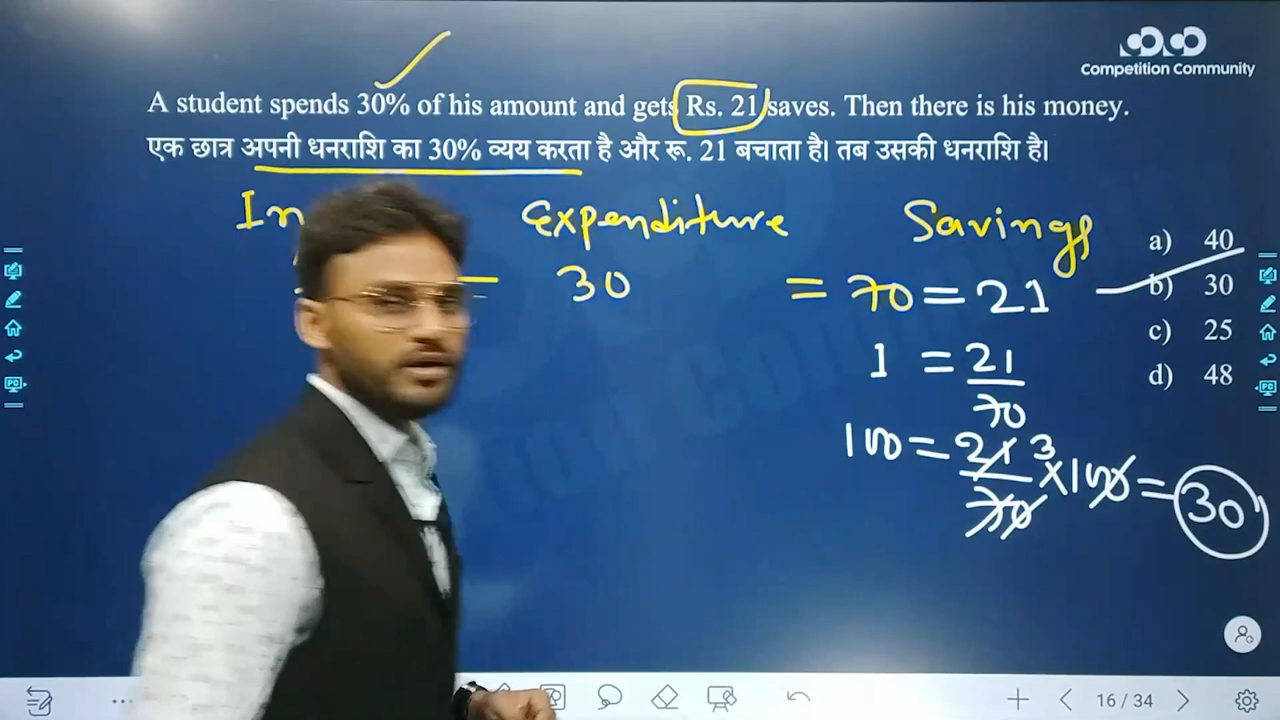 Competition Community
A student spends 30% of his amount and gets Rs. 21 saves. Then there is his money.
एक छात्र अपनी धनराशि का 30% व्यय करता है और रू. 21 बचाता है। तब उसकी धनराशि है।
Expenditure Savings
a) 40
– 30 = 70 = 21
b) 30
c) 25
1 = 21/70
d) 48
100 = 21/70 3 × 100 = 30
16 / 34